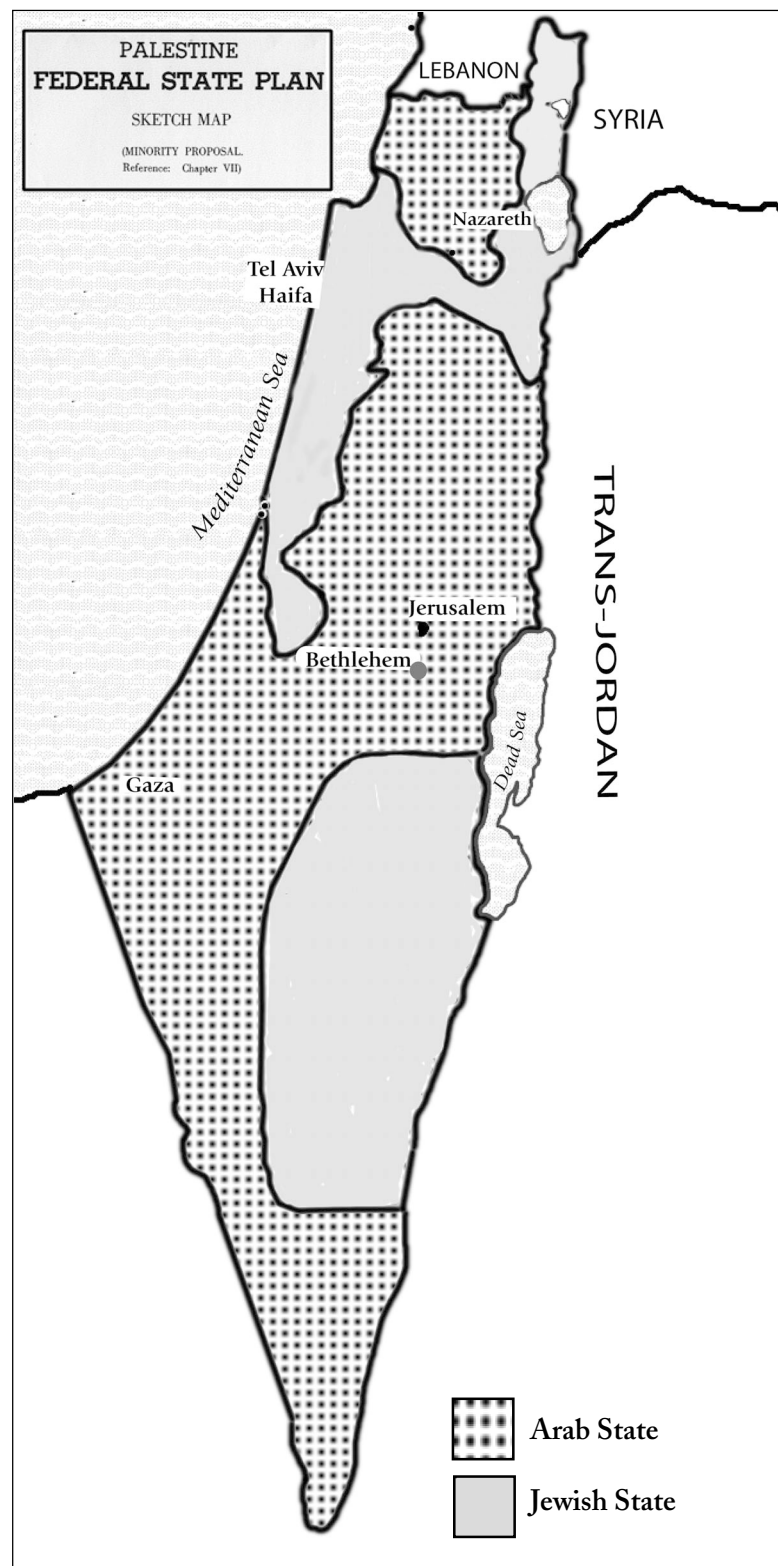 PALESTINE
FEDERAL STATE PLAN
SKETCH MAP
(MINORITY PROPOSAL.
Reference: Chapter VII)
LEBANON
SYRIA
Nazareth
Tel Aviv
Haifa
Mediterranean Sea
TRANS-JORDAN
Jerusalem
Bethlehem
Dead Sea
Gaza
Arab State
Jewish State